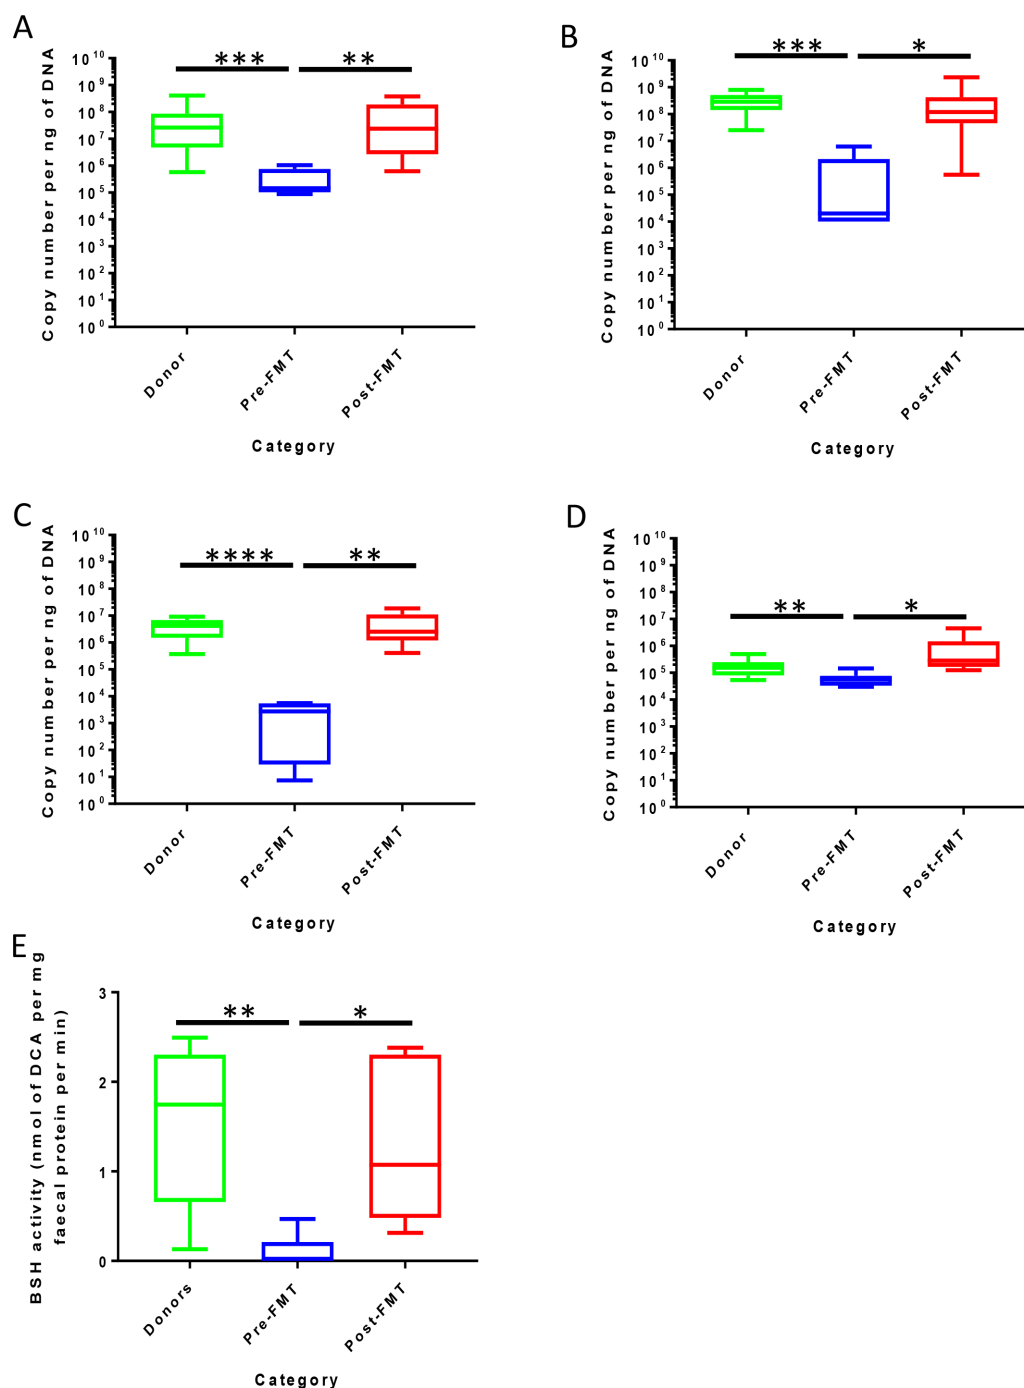 A
Copy number per ng of DNA
10^10
10^9
10^8
10^7
10^6
10^5
10^4
10^3
10^2
10^1
10^0
***
**
Donor
Pre-FMT
Post-FMT
Category
B
Copy number per ng of DNA
10^10
10^9
10^8
10^7
10^6
10^5
10^4
10^3
10^2
10^1
10^0
***
*
Donor
Pre-FMT
Post-FMT
Category
C
Copy number per ng of DNA
10^10
10^9
10^8
10^7
10^6
10^5
10^4
10^3
10^2
10^1
10^0
****
**
Donor
Pre-FMT
Post-FMT
Category
D
Copy number per ng of DNA
10^10
10^9
10^8
10^7
10^6
10^5
10^4
10^3
10^2
10^1
10^0
**
*
Donor
Pre-FMT
Post-FMT
Category
E
BSH activity (nmol of DCA per mg
faecal protein per min)
3
2
1
0
**
*
Donors
Pre-FMT
Post-FMT
Category